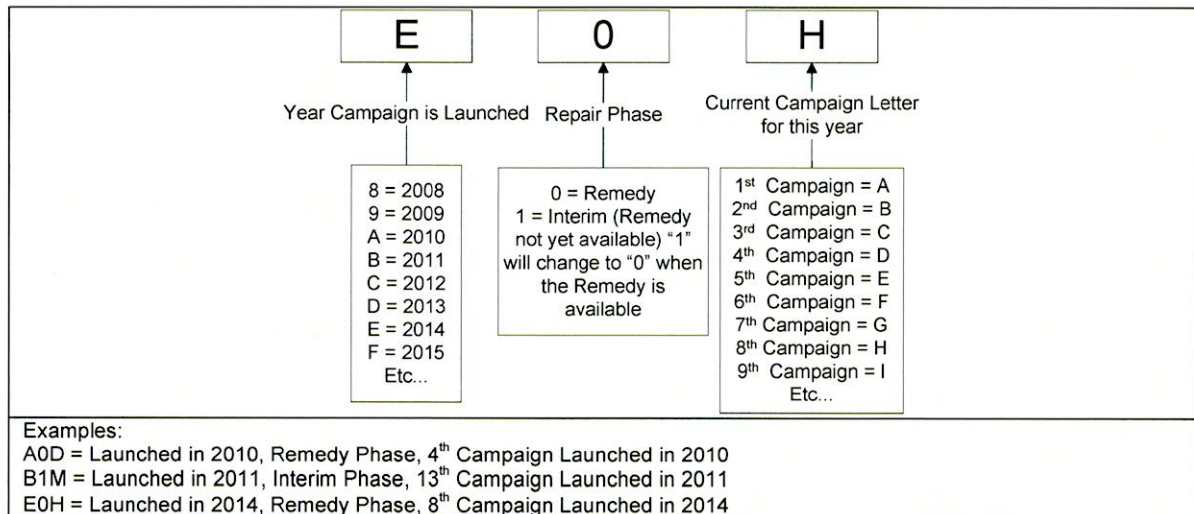 E 0 H
Year Campaign is Launched
Repair Phase
Current Campaign Letter
for this year
8 = 2008
9 = 2009
A = 2010
B = 2011
C = 2012
D = 2013
E = 2014
F = 2015
Etc...
0 = Remedy
1 = Interim (Remedy
not yet available) “1”
will change to “0” when
the Remedy is
available
1st Campaign = A
2nd Campaign = B
3rd Campaign = C
4th Campaign = D
5th Campaign = E
6th Campaign = F
7th Campaign = G
8th Campaign = H
9th Campaign = I
Etc...
Examples:
A0D = Launched in 2010, Remedy Phase, 4th Campaign Launched in 2010
B1M = Launched in 2011, Interim Phase, 13th Campaign Launched in 2011
E0H = Launched in 2014, Remedy Phase, 8th Campaign Launched in 2014